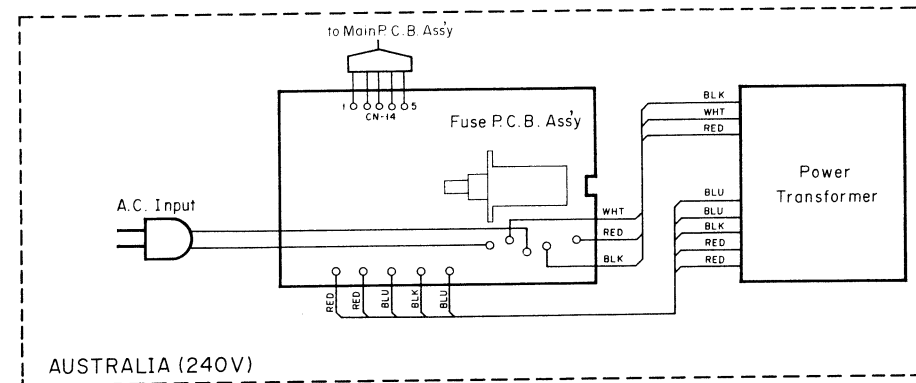 to Main P.C.B. Ass'y
1 5
CN-14
Fuse P.C.B. Ass'y
A.C. Input
BLK
WHT
RED
Power
Transformer
BLU
BLU
BLK
RED
RED
WHT
RED
BLK
RED
RED
BLU
BLK
BLU
AUSTRALIA (240V)